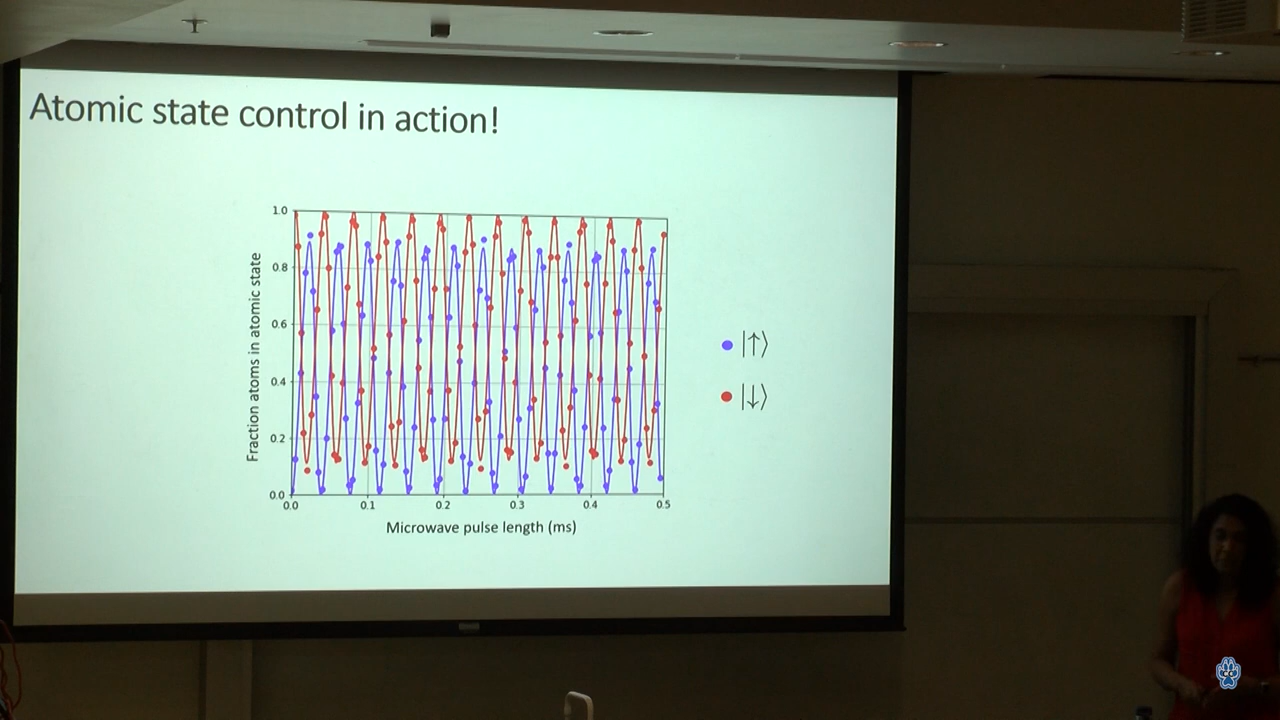 Atomic state control in action!
Fraction atoms in atomic state
1.0
0.8
0.6
0.4
0.2
0.0
0.0 0.1 0.2 0.3 0.4 0.5
Microwave pulse length (ms)
|↑⟩
|↓⟩